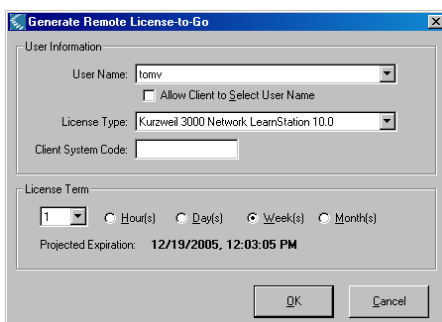 Generate Remote License-to-Go
User Information
User Name: tomv
Allow Client to Select User Name
License Type: Kurzweil 3000 Network LearnStation 10.0
Client System Code:
License Term
1 Hour(s) Day(s) Week(s) Month(s)
Projected Expiration: 12/19/2005, 12:03:05 PM
OK Cancel